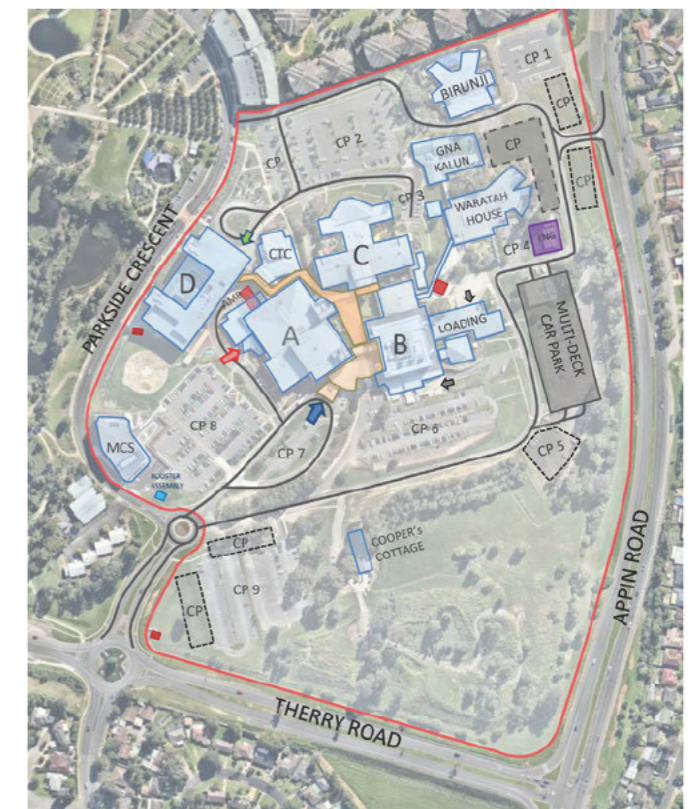 CP 1
BIRUNJI
CP
CP 2
CP
GNA
KALUN
CP
CP
CP 3
WARATAH
HOUSE
PARKSIDE CRESCENT
CTC
C
CP 4
ENG
D
AMB
A
B
LOADING
MULTI-DECK
CAR PARK
CP 8
CP 6
MCS
CP 7
CP 5
BOOSTER
ASSEMBLY
CP
COOPER's
COTTAGE
APPIN ROAD
CP 9
CP
THERRY ROAD